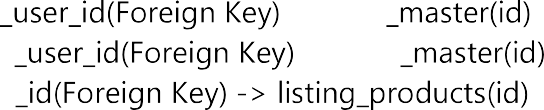 _user_id(Foreign Key) _master(id)
_user_id(Foreign Key) _master(id)
_id(Foreign Key) -> listing_products(id)